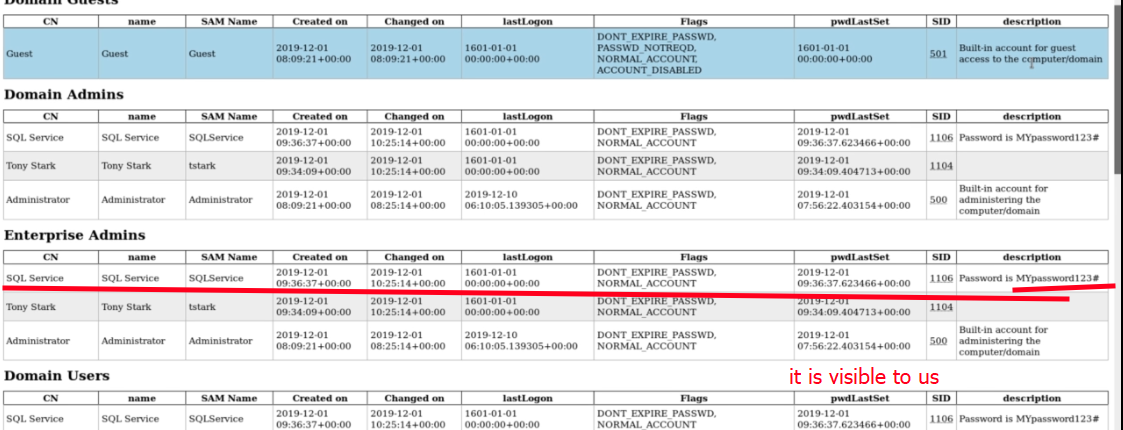 Domain Guests
CN name SAM Name Created on Changed on lastLogon Flags pwdLastSet SID description
Guest Guest Guest 2019-12-01 08:09:21+00:00 2019-12-01 08:09:21+00:00 1601-01-01 00:00:00+00:00 DONT_EXPIRE_PASSWD, PASSWD_NOTREQD, NORMAL_ACCOUNT, ACCOUNT_DISABLED 1601-01-01 00:00:00+00:00 501 Built-in account for guest access to the computer/domain
Domain Admins
CN name SAM Name Created on Changed on lastLogon Flags pwdLastSet SID description
SQL Service SQL Service SQLService 2019-12-01 09:36:37+00:00 2019-12-01 10:25:14+00:00 1601-01-01 00:00:00+00:00 DONT_EXPIRE_PASSWD, NORMAL_ACCOUNT 2019-12-01 09:36:37.623466+00:00 1106 Password is MYpassword123#
Tony Stark Tony Stark tstark 2019-12-01 09:34:09+00:00 2019-12-01 10:25:14+00:00 1601-01-01 00:00:00+00:00 DONT_EXPIRE_PASSWD, NORMAL_ACCOUNT 2019-12-01 09:34:09.404713+00:00 1104
Administrator Administrator Administrator 2019-12-01 08:09:21+00:00 2019-12-01 08:25:14+00:00 2019-12-10 06:10:05.139305+00:00 DONT_EXPIRE_PASSWD, NORMAL_ACCOUNT 2019-12-01 07:56:22.403154+00:00 500 Built-in account for administering the computer/domain
Enterprise Admins
CN name SAM Name Created on Changed on lastLogon Flags pwdLastSet SID description
SQL Service SQL Service SQLService 2019-12-01 09:36:37+00:00 2019-12-01 10:25:14+00:00 1601-01-01 00:00:00+00:00 DONT_EXPIRE_PASSWD, NORMAL_ACCOUNT 2019-12-01 09:36:37.623466+00:00 1106 Password is MYpassword123#
Tony Stark Tony Stark tstark 2019-12-01 09:34:09+00:00 2019-12-01 10:25:14+00:00 1601-01-01 00:00:00+00:00 DONT_EXPIRE_PASSWD, NORMAL_ACCOUNT 2019-12-01 09:34:09.404713+00:00 1104
Administrator Administrator Administrator 2019-12-01 08:09:21+00:00 2019-12-01 08:25:14+00:00 2019-12-10 06:10:05.139305+00:00 DONT_EXPIRE_PASSWD, NORMAL_ACCOUNT 2019-12-01 07:56:22.403154+00:00 500 Built-in account for administering the computer/domain
Domain Users
it is visible to us
CN name SAM Name Created on Changed on lastLogon Flags pwdLastSet SID description
SQL Service SQL Service SQLService 2019-12-01 09:36:37+00:00 2019-12-01 10:25:14+00:00 1601-01-01 00:00:00+00:00 DONT_EXPIRE_PASSWD, NORMAL_ACCOUNT 2019-12-01 09:36:37.623466+00:00 1106 Password is MYpassword123#